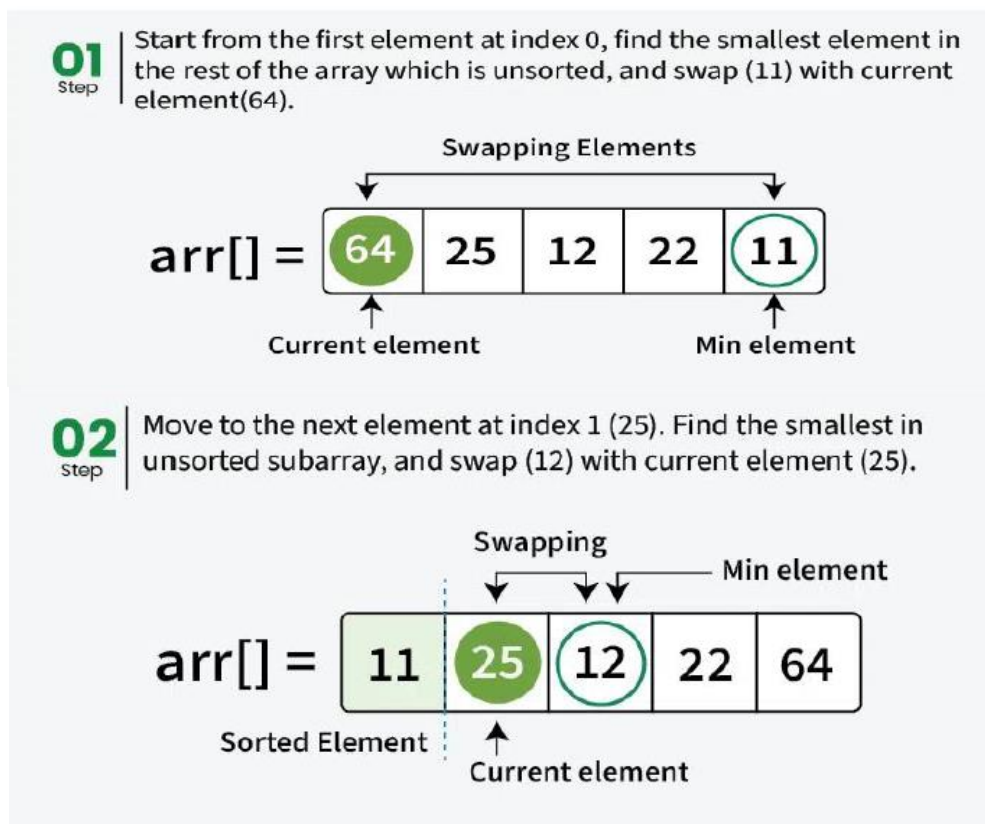 01
Step
Start from the first element at index 0, find the smallest element in
the rest of the array which is unsorted, and swap (11) with current
element(64).
Swapping Elements
arr[] = 64 25 12 22 11
Current element
Min element
02
Step
Move to the next element at index 1 (25). Find the smallest in
unsorted subarray, and swap (12) with current element (25).
Swapping
Min element
arr[] = 11 25 12 22 64
Sorted Element
Current element